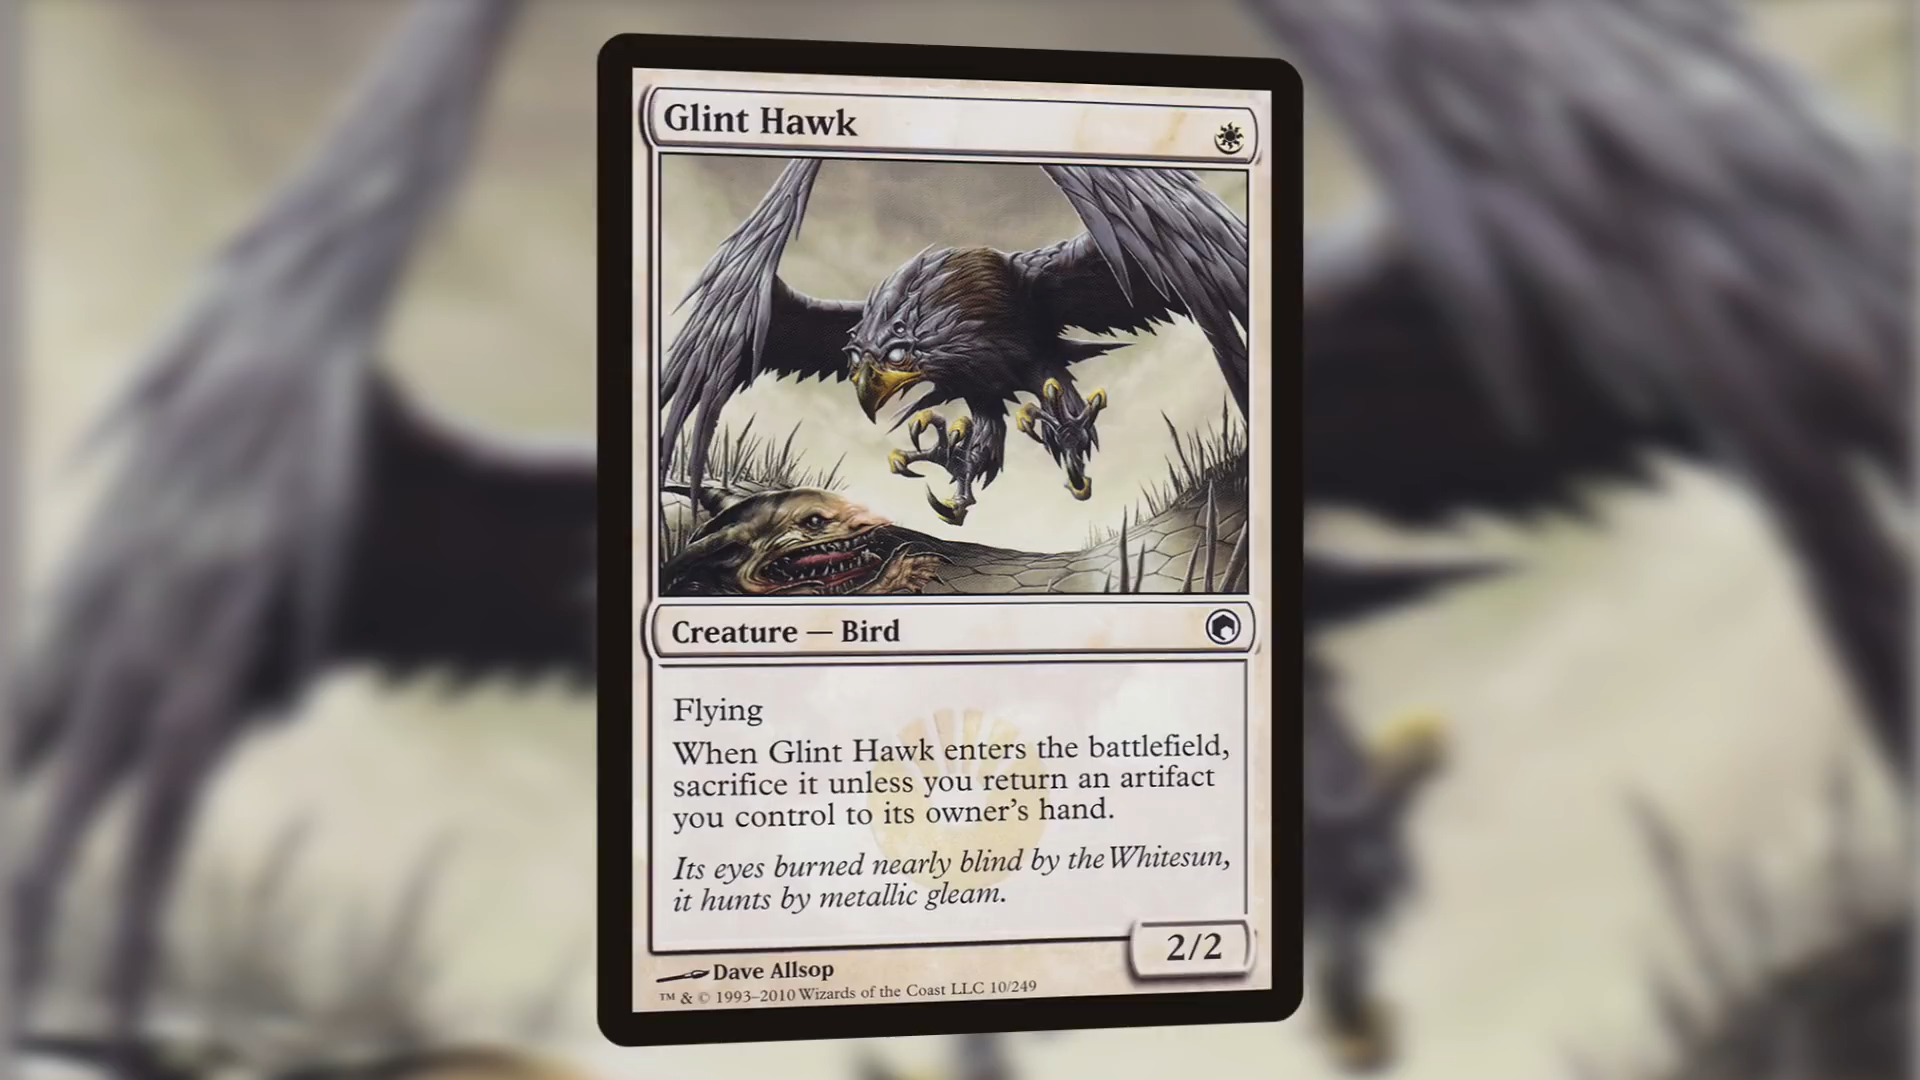 Glint Hawk
Creature — Bird
Flying
When Glint Hawk enters the battlefield,
sacrifice it unless you return an artifact
you control to its owner's hand.
Its eyes burned nearly blind by the Whitesun,
it hunts by metallic gleam.
2/2
Dave Allsop
™ & © 1993–2010 Wizards of the Coast LLC 10/249